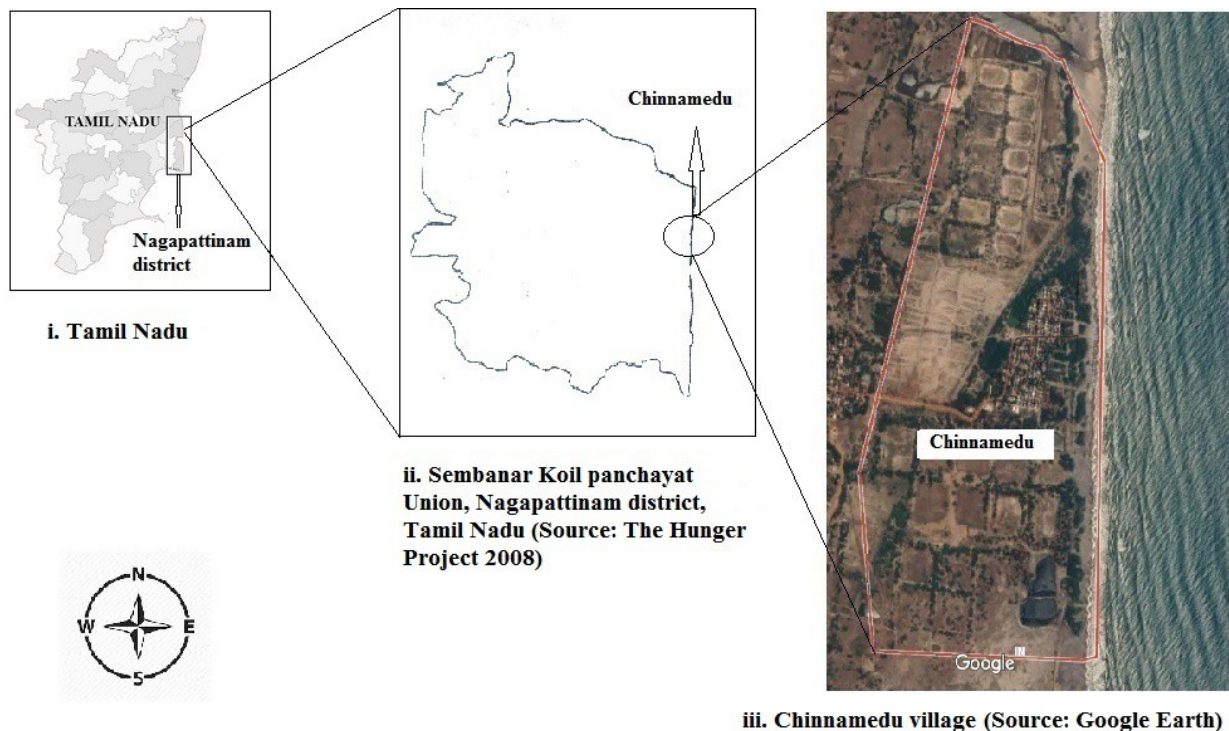 TAMIL NADU
Nagapattinam
district
i. Tamil Nadu
Chinnamedu
ii. Sembanar Koil panchayat
Union, Nagapattinam district,
Tamil Nadu (Source: The Hunger
Project 2008)
N
W
E
S
Chinnamedu
Google
iii. Chinnamedu village (Source: Google Earth)